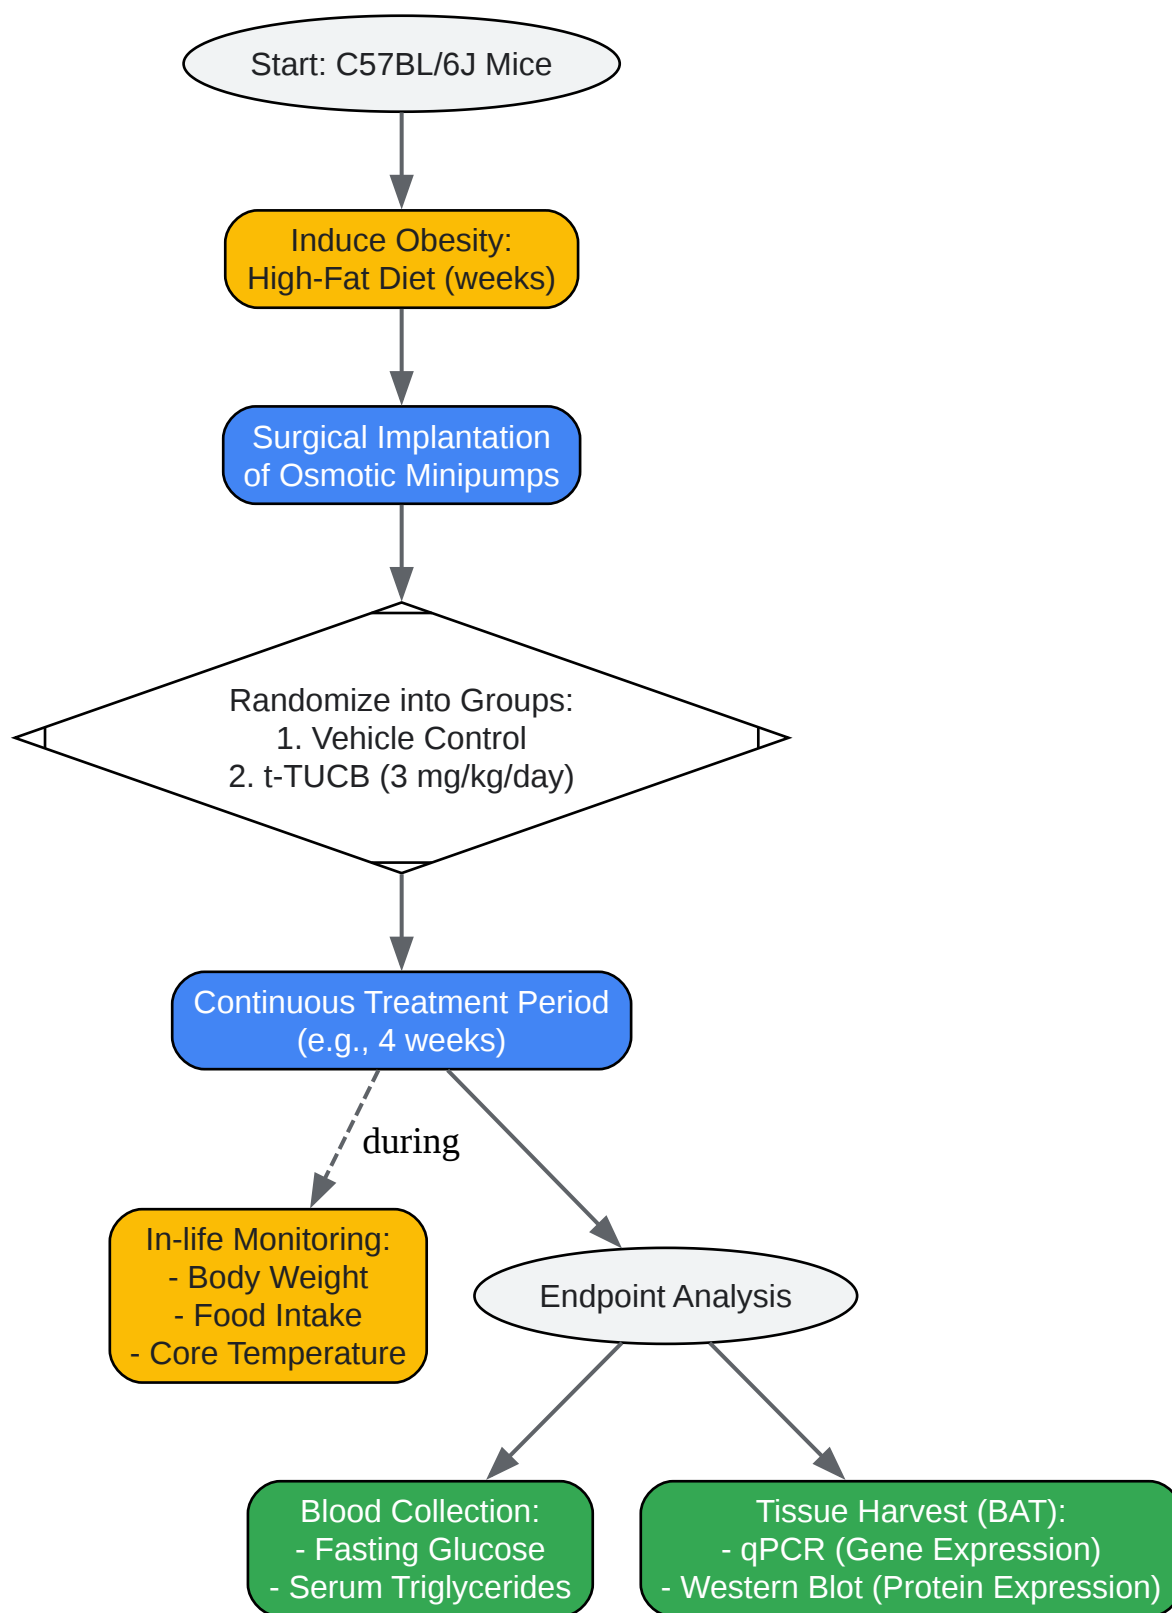 Start: C57BL/6J Mice
Induce Obesity:
High-Fat Diet (weeks)
Surgical Implantation
of Osmotic Minipumps
Randomize into Groups:
1. Vehicle Control
2. t-TUCB (3 mg/kg/day)
Continuous Treatment Period
(e.g., 4 weeks)
during
In-life Monitoring:
- Body Weight
- Food Intake
- Core Temperature
Endpoint Analysis
Blood Collection:
- Fasting Glucose
- Serum Triglycerides
Tissue Harvest (BAT):
- qPCR (Gene Expression)
- Western Blot (Protein Expression)